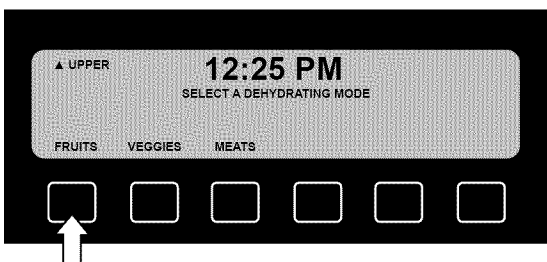 ▲ UPPER 12:25 PM
SELECT A DEHYDRATING MODE
FRUITS VEGGIES MEATS